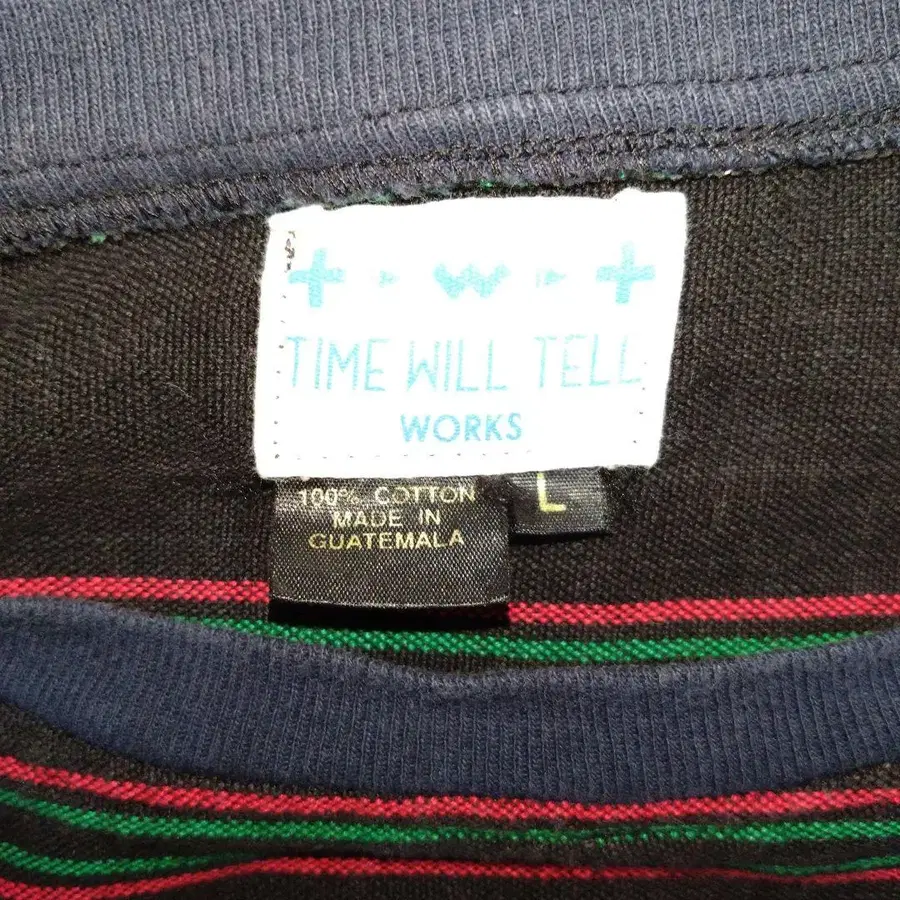 TIME WILL TELL
WORKS
100% COTTON
MADE IN
GUATEMALA
L